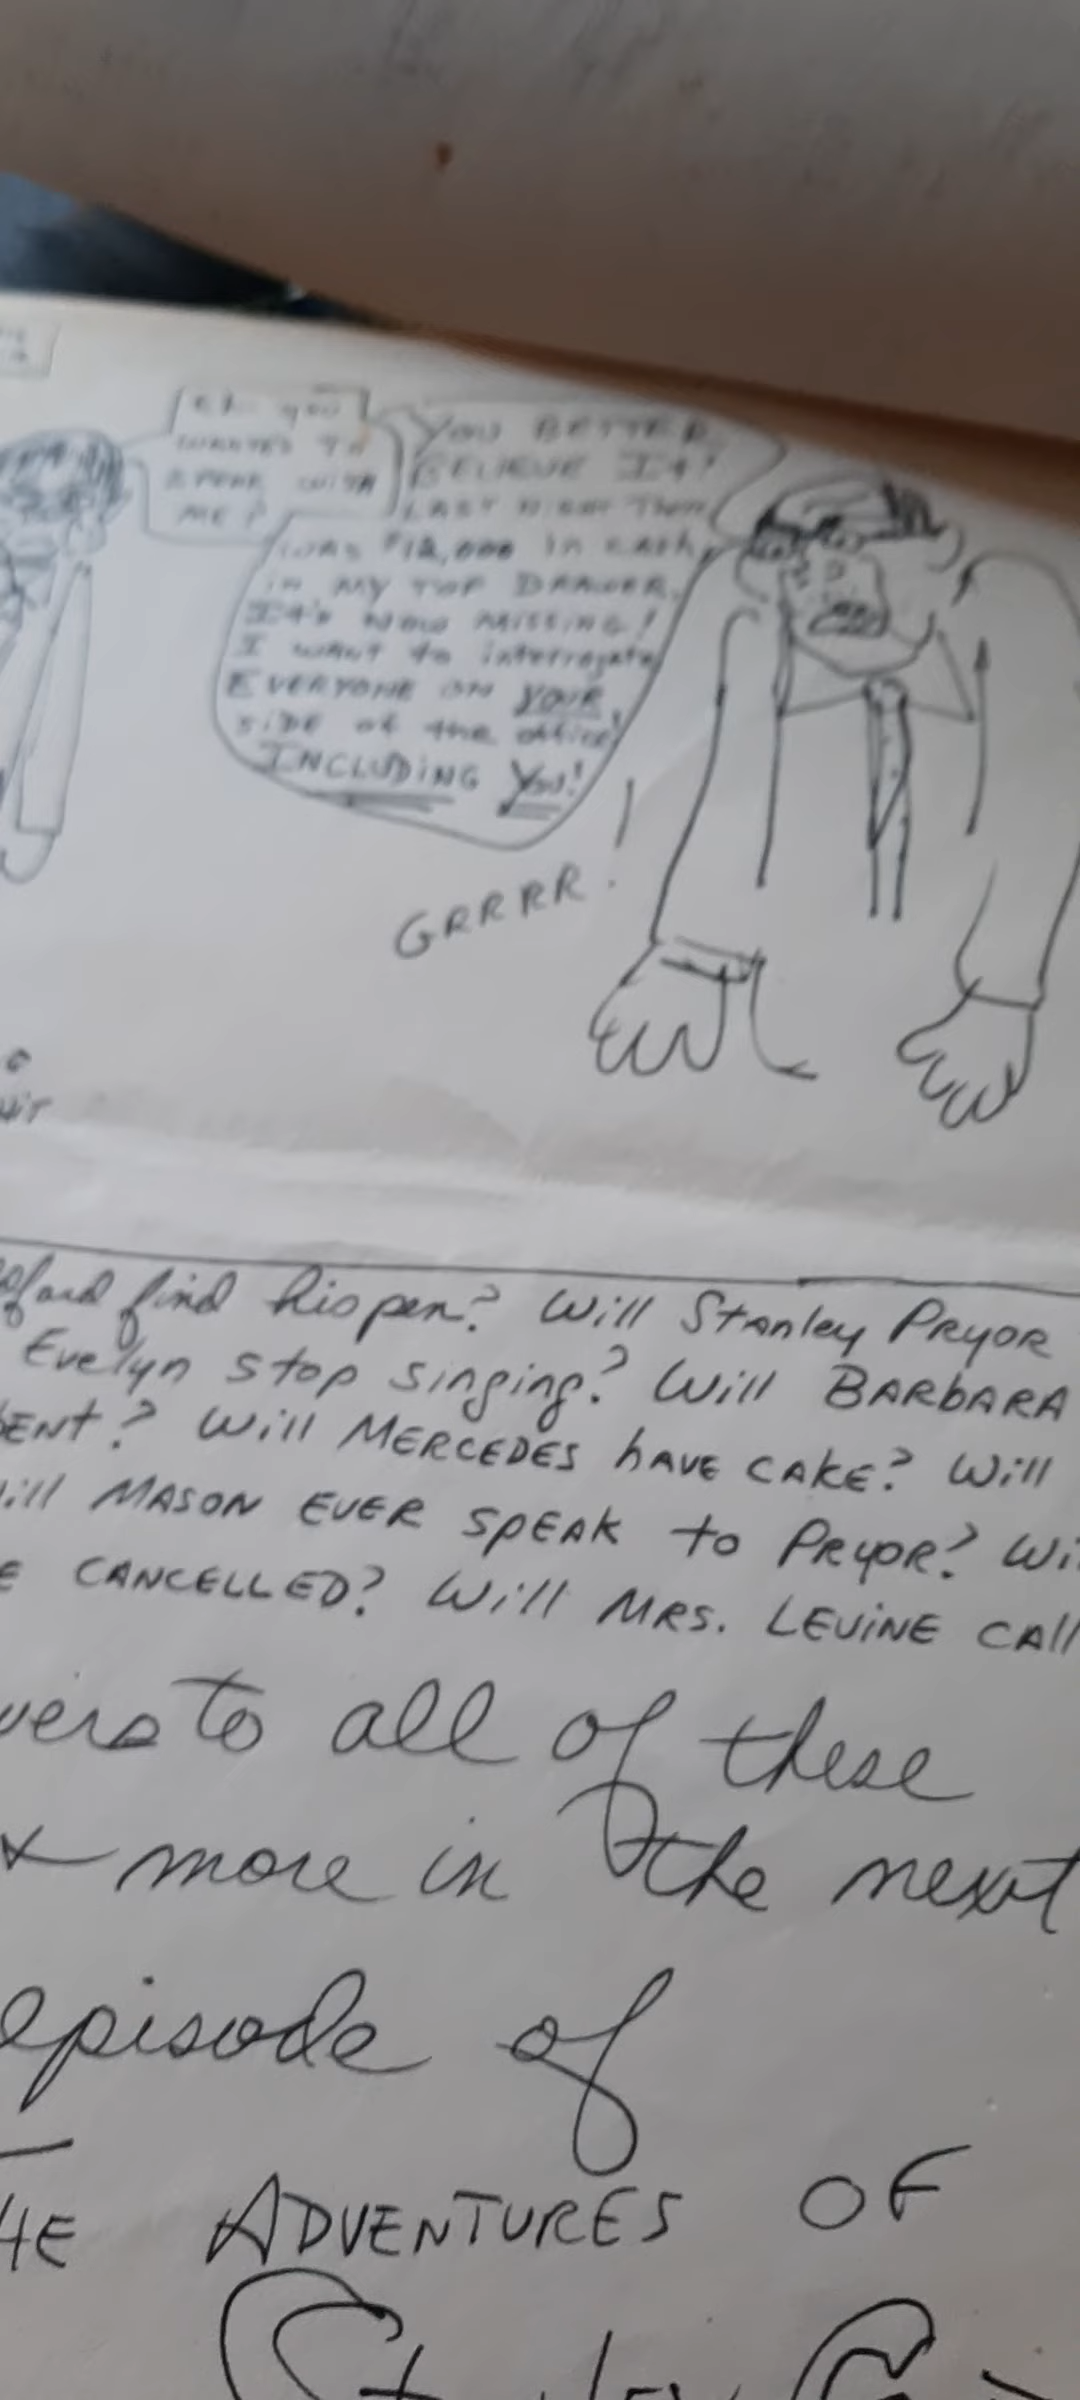 you
WANTED TO
SPEAK WITH
ME?
YOU BETTER
BELIEVE It!
LAST NIGHT There
WAS $12,000 in CASH,
in MY TOP DRAWER.
It's NOW MISSING!
I WANT to interrogate
EVERYONE ON YOUR
SIDE of the office,
INCLUDING You!
GRRRR!
find his pen? Will Stanley PRYOR
Evelyn stop singing? Will BARBARA
Will MERCEDES hAVE CAKE? Will
MASON EVER SPEAK to PRYOR?
CANCELLED? Will MRS. LEVINE CAll
to all of these
more in the next
episode of
ADVENTURES OF